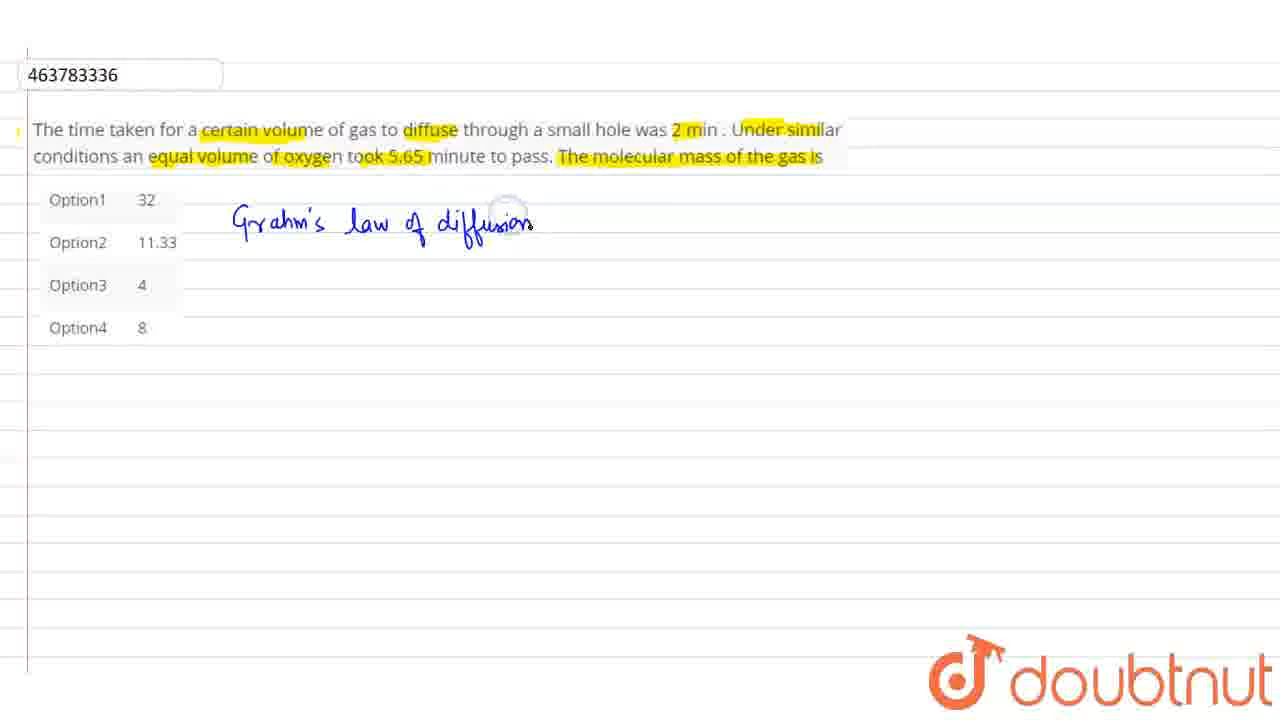 463783336
The time taken for a certain volume of gas to diffuse through a small hole was 2 min . Under similar
conditions an equal volume of oxygen took 5.65 minute to pass. The molecular mass of the gas is
Option1 32
Option2 11.33
Option3 4
Option4 8
Grahm's law of diffusion
doubtnut